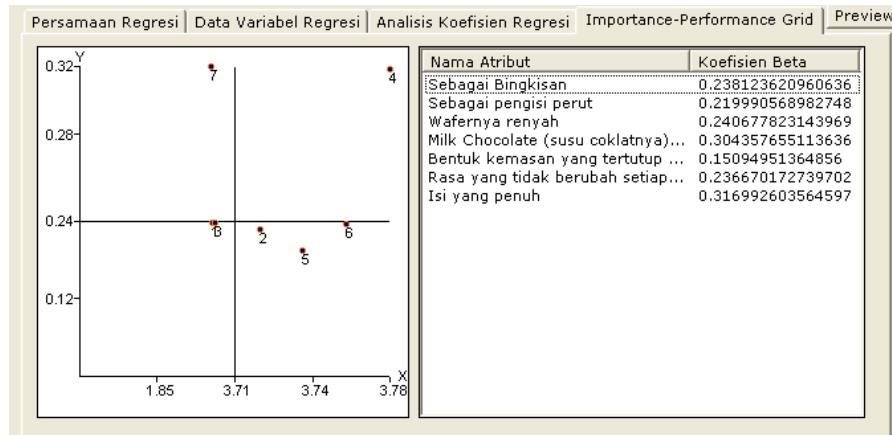 Persamaan Regresi Data Variabel Regresi Analisis Koefisien Regresi Importance-Performance Grid Preview
Y
0.32
0.28
0.24
0.12
1.85 3.71 3.74 3.78
X
7
4
1 3
2
6
5
Nama Atribut Koefisien Beta
Sebagai Bingkisan 0.238123620960636
Sebagai pengisi perut 0.219990568982748
Wafernya renyah 0.240677823143969
Milk Chocolate (susu coklatnya)... 0.304357655113636
Bentuk kemasan yang tertutup ... 0.15094951364856
Rasa yang tidak berubah setiap... 0.236670172739702
Isi yang penuh 0.316992603564597